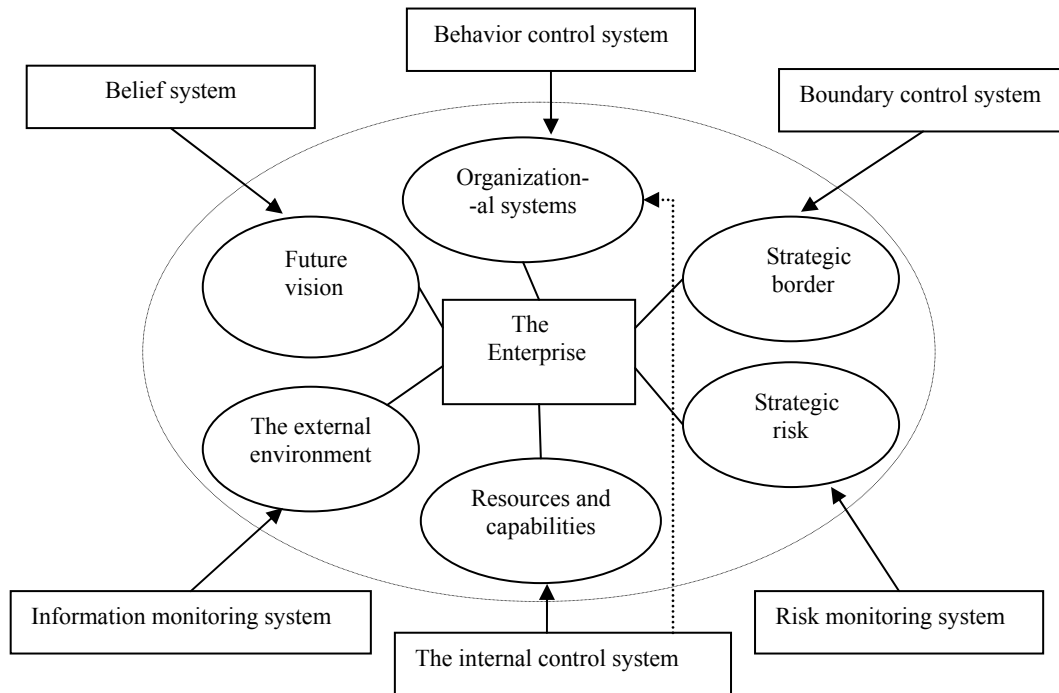 Behavior control system
Belief system
Boundary control system
Organization-
-al systems
Future
vision
Strategic
border
The
Enterprise
The external
environment
Strategic
risk
Resources and
capabilities
Information monitoring system
Risk monitoring system
The internal control system